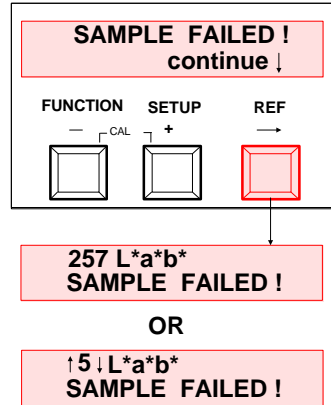 SAMPLE FAILED !
continue ↓
FUNCTION SETUP REF
— CAL + →
257 L*a*b*
SAMPLE FAILED !
OR
↑5↓L*a*b*
SAMPLE FAILED !